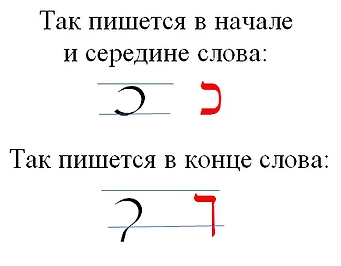 Так пишется в начале
и середине слова:
כ כ
Так пишется в конце слова:
ך ך